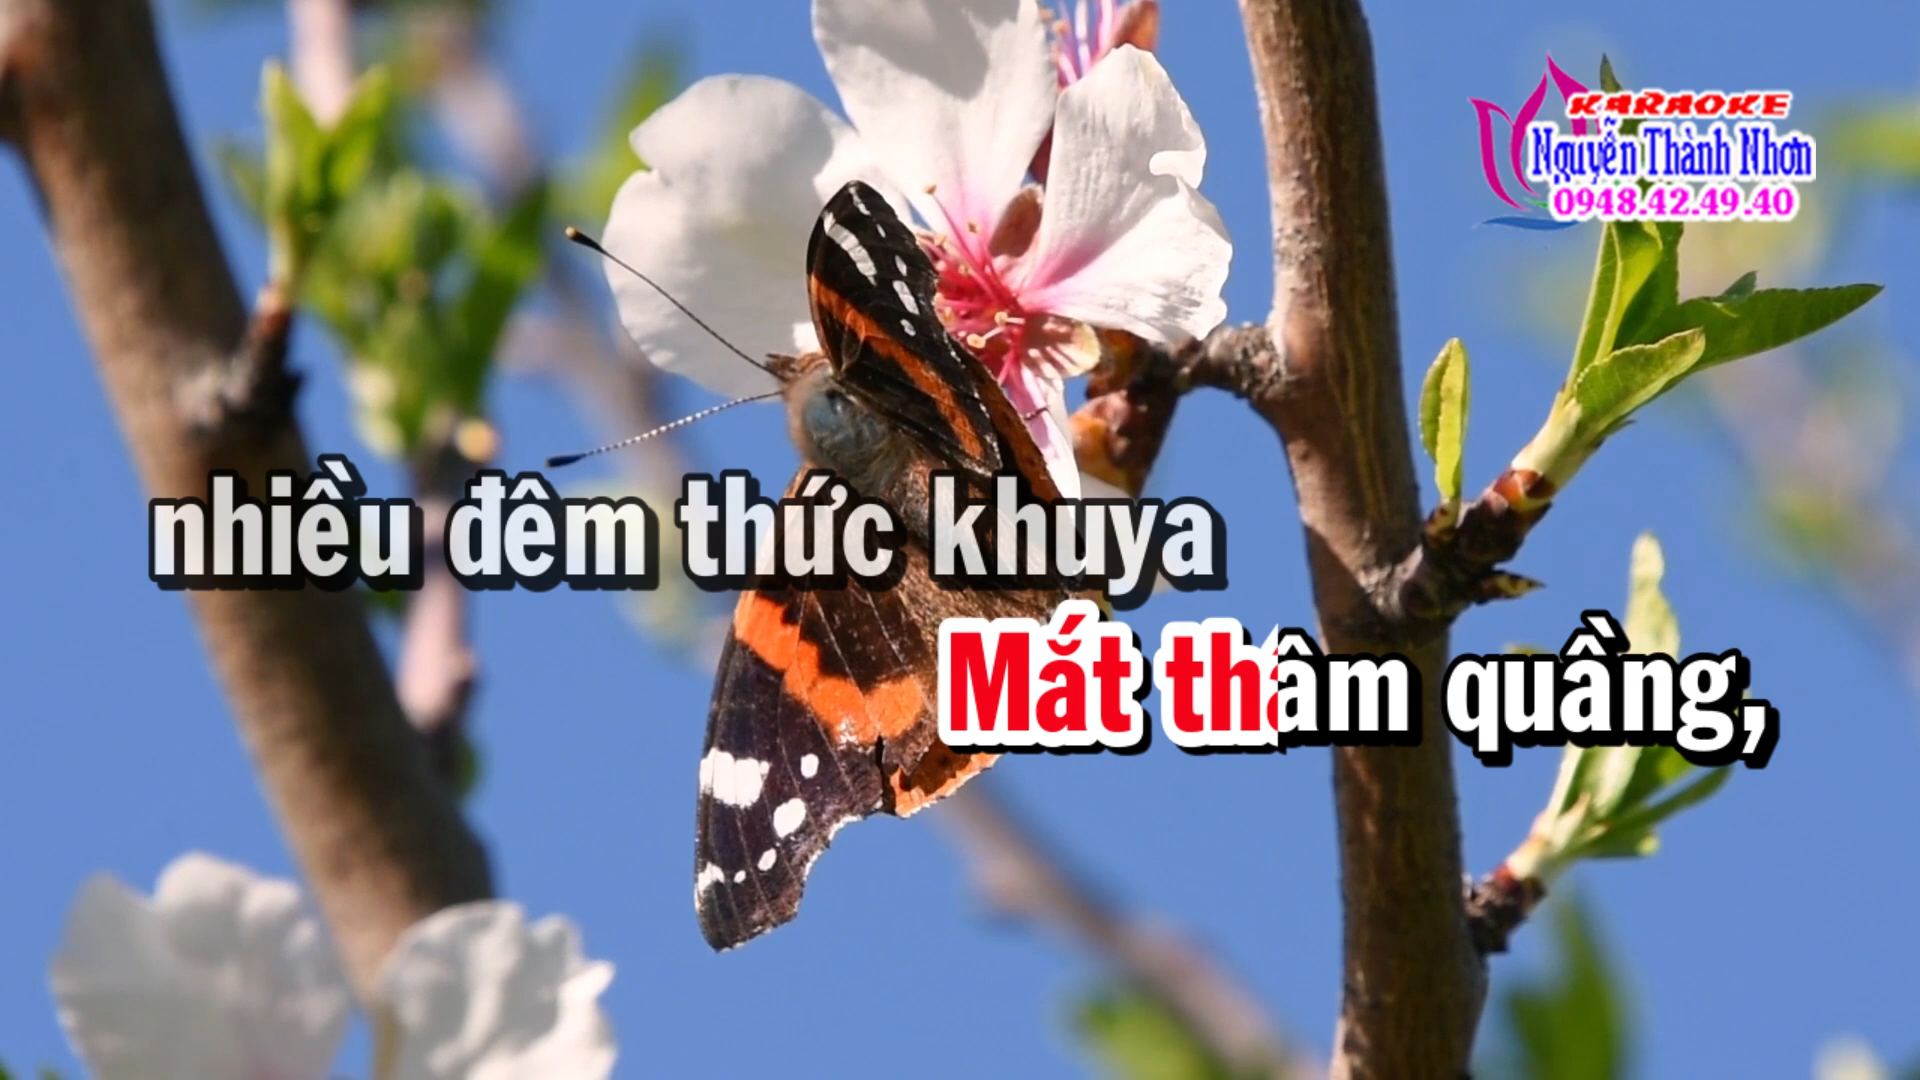 KARAOKE
Nguyễn Thành Nhơn
0948.42.49.40
nhiều đêm thức khuya
Mắt thâm quầng,